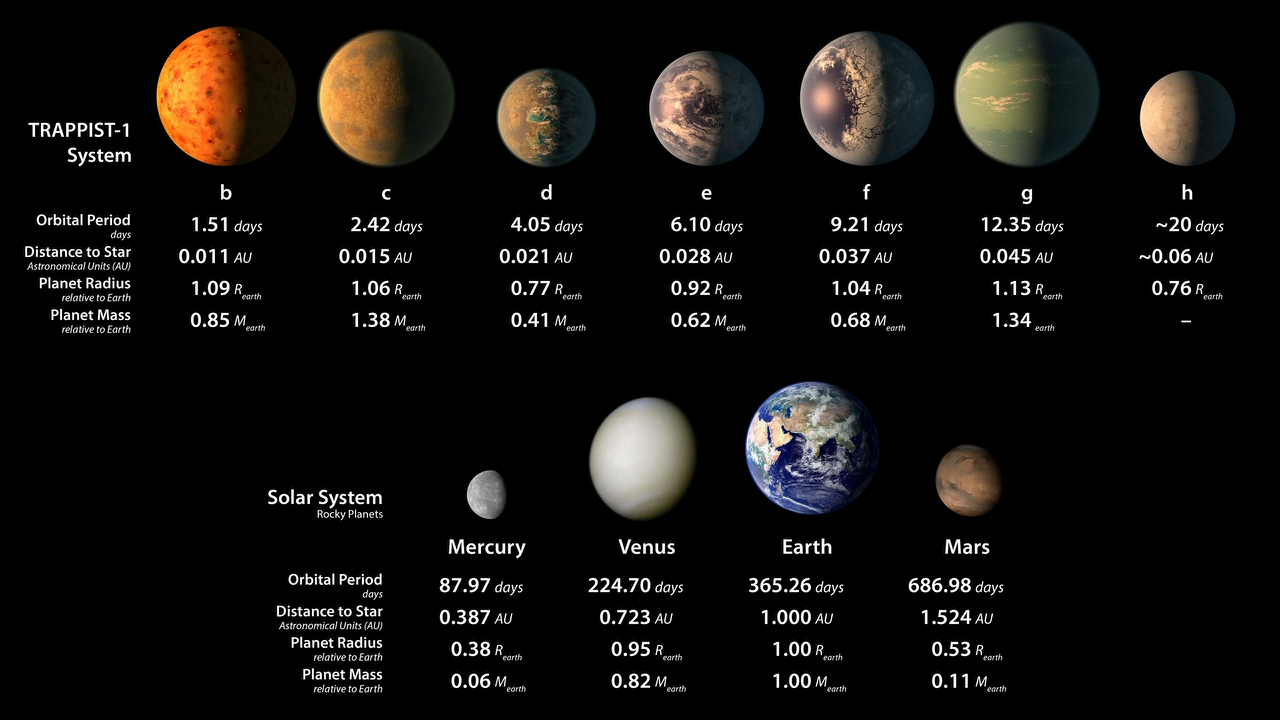 TRAPPIST-1
System
b c d e f g h
Orbital Period 1.51 days 2.42 days 4.05 days 6.10 days 9.21 days 12.35 days ~20 days
days
Distance to Star 0.011 AU 0.015 AU 0.021 AU 0.028 AU 0.037 AU 0.045 AU ~0.06 AU
Astronomical Units (AU)
Planet Radius 1.09 Rearth 1.06 Rearth 0.77 Rearth 0.92 Rearth 1.04 Rearth 1.13 Rearth 0.76 Rearth
relative to Earth
Planet Mass 0.85 Mearth 1.38 Mearth 0.41 Mearth 0.62 Mearth 0.68 Mearth 1.34 earth –
relative to Earth
Solar System
Rocky Planets
Mercury Venus Earth Mars
Orbital Period 87.97 days 224.70 days 365.26 days 686.98 days
days
Distance to Star 0.387 AU 0.723 AU 1.000 AU 1.524 AU
Astronomical Units (AU)
Planet Radius 0.38 Rearth 0.95 Rearth 1.00 Rearth 0.53 Rearth
relative to Earth
Planet Mass 0.06 Mearth 0.82 Mearth 1.00 Mearth 0.11 Mearth
relative to Earth